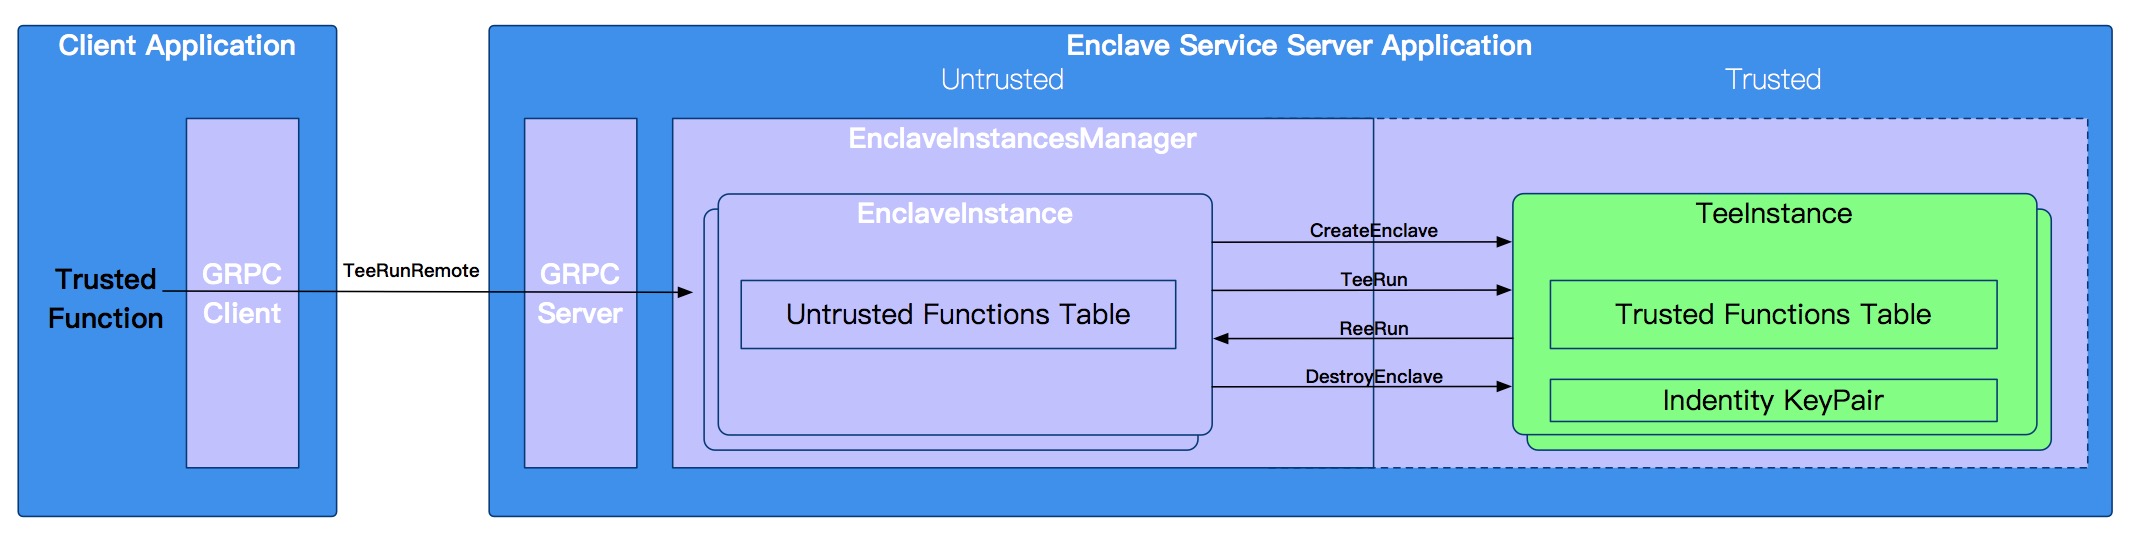 Client Application
Trusted
Function
GRPC
Client
TeeRunRemote
Enclave Service Server Application
Untrusted
Trusted
GRPC
Server
EnclaveInstancesManager
EnclaveInstance
Untrusted Functions Table
CreateEnclave
TeeRun
ReeRun
DestroyEnclave
TeeInstance
Trusted Functions Table
Indentity KeyPair